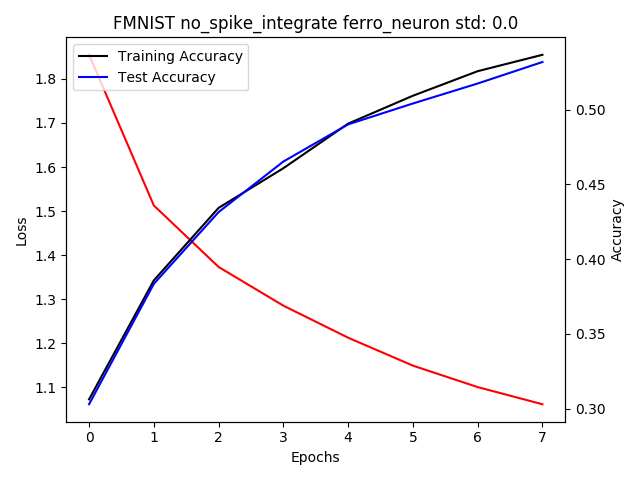 FMNIST no_spike_integrate ferro_neuron std: 0.0
Training Accuracy
Test Accuracy
1.8
1.7
1.6
1.5
1.4
1.3
1.2
1.1
Loss
0.50
0.45
0.40
0.35
0.30
Accuracy
0 1 2 3 4 5 6 7
Epochs